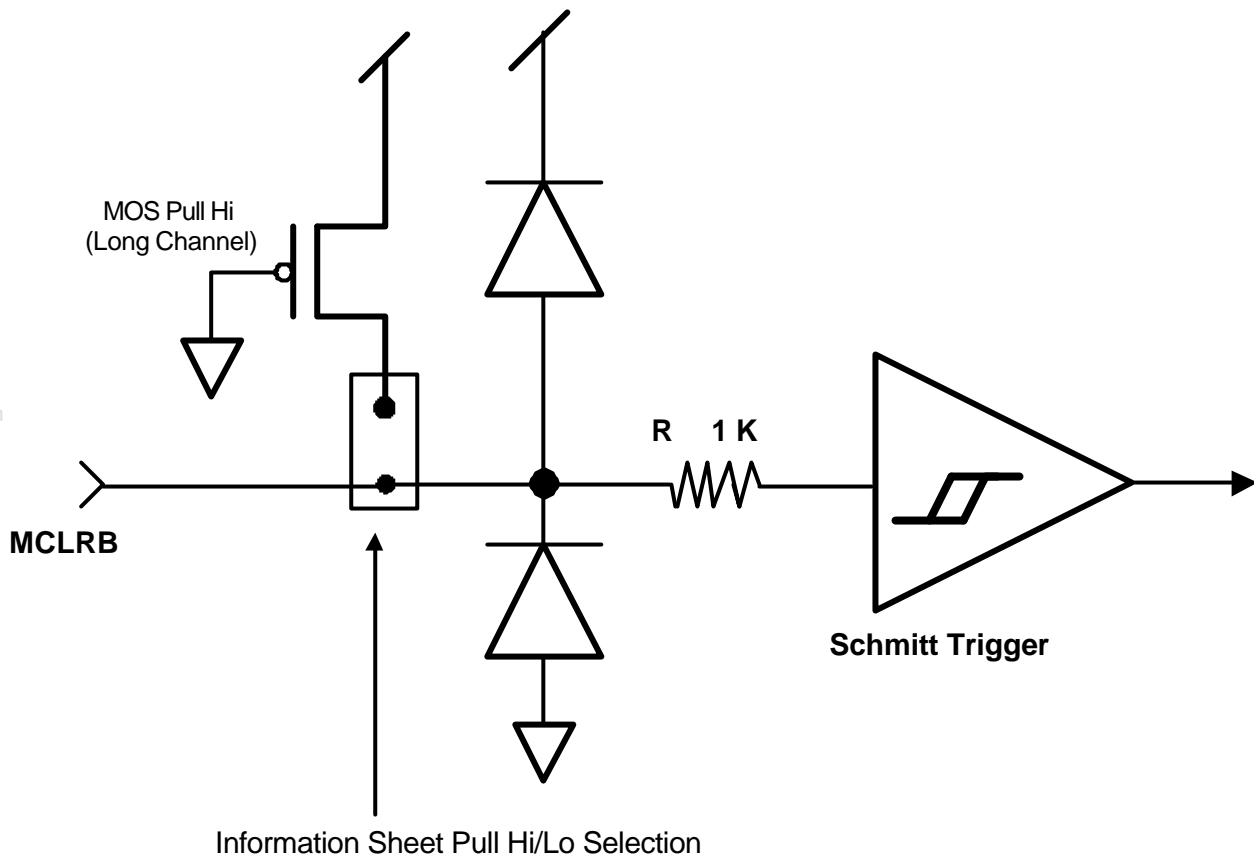 MOS Pull Hi
(Long Channel)
R 1 K
MCLRB
Schmitt Trigger
Information Sheet Pull Hi/Lo Selection